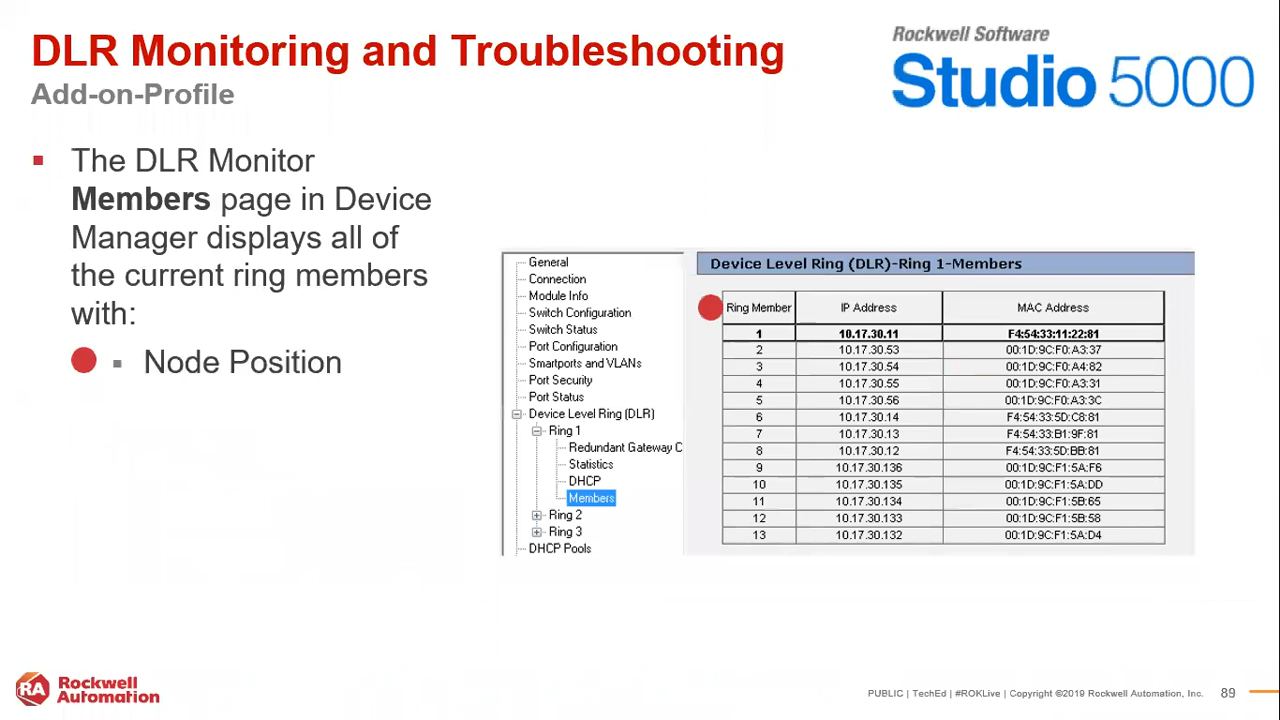 DLR Monitoring and Troubleshooting
Add-on-Profile
Rockwell Software
Studio 5000
▪ The DLR Monitor
Members page in Device
Manager displays all of
the current ring members
with:
▪ Node Position
General
Connection
Module Info
Switch Configuration
Switch Status
Port Configuration
Smartports and VLANs
Port Security
Port Status
Device Level Ring (DLR)
Ring 1
Redundant Gateway C
Statistics
DHCP
Members
Ring 2
Ring 3
DHCP Pools
Device Level Ring (DLR)-Ring 1-Members
Ring Member IP Address MAC Address
1 10.17.30.11 F4:54:33:11:22:81
2 10.17.30.53 00:1D:9C:F0:A3:37
3 10.17.30.54 00:1D:9C:F0:A4:82
4 10.17.30.55 00:1D:9C:F0:A3:31
5 10.17.30.56 00:1D:9C:F0:A3:3C
6 10.17.30.14 F4:54:33:5D:C8:81
7 10.17.30.13 F4:54:33:B1:9F:81
8 10.17.30.12 F4:54:33:5D:BB:81
9 10.17.30.136 00:1D:9C:F1:5A:F6
10 10.17.30.135 00:1D:9C:F1:5A:DD
11 10.17.30.134 00:1D:9C:F1:5B:65
12 10.17.30.133 00:1D:9C:F1:5B:58
13 10.17.30.132 00:1D:9C:F1:5A:D4
RA Rockwell
Automation
PUBLIC | TechEd | #ROKLive | Copyright ©2019 Rockwell Automation, Inc. 89